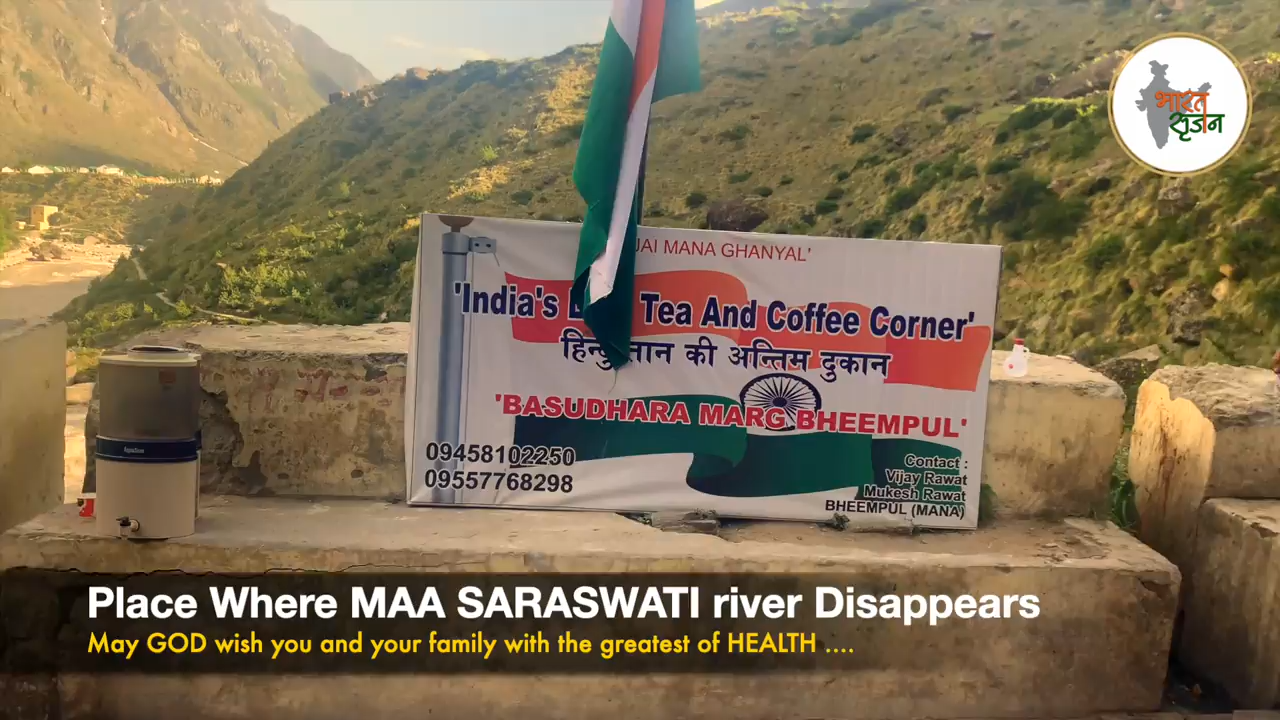 भारत
सृजन
'JAI MANA GHANYAL'
'India's Tea And Coffee Corner'
की अन्तिम दुकान
'BASUDHARA MARG BHEEMPUL'
09458102250
09557768298
Contact :
Vijay Rawat
Mukesh Rawat
BHEEMPUL (MANA)
Place Where MAA SARASWATI river Disappears
May GOD wish you and your family with the greatest of HEALTH ....